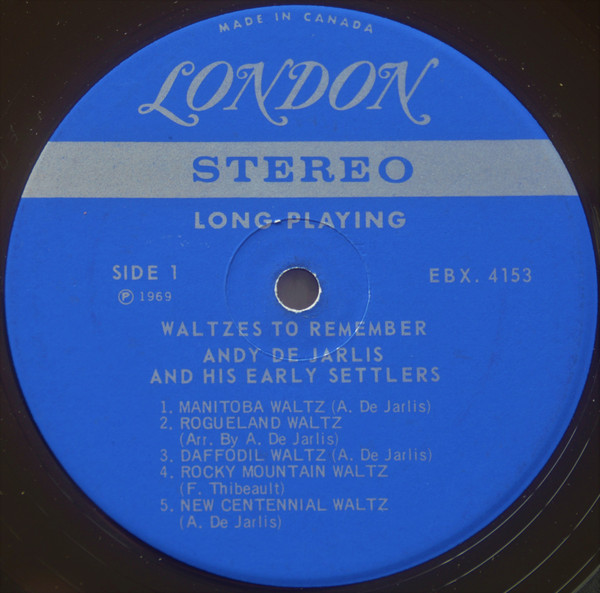 MADE IN CANADA
LONDON
STEREO
LONG-PLAYING
SIDE 1
EBX. 4153
℗ 1969
WALTZES TO REMEMBER
ANDY DE JARLIS
AND HIS EARLY SETTLERS
1. MANITOBA WALTZ (A. De Jarlis)
2. ROGUELAND WALTZ
(Arr. By A. De Jarlis)
3. DAFFODIL WALTZ (A. De Jarlis)
4. ROCKY MOUNTAIN WALTZ
(F. Thibeault)
5. NEW CENTENNIAL WALTZ
(A. De Jarlis)